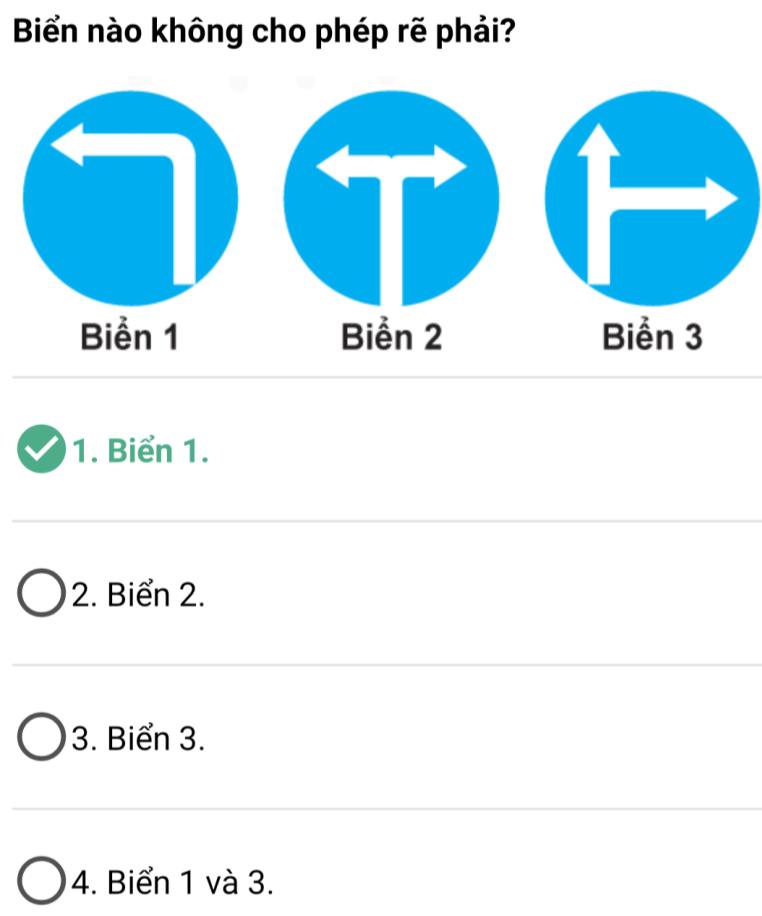 Biển nào không cho phép rẽ phải?
Biển 1 Biển 2 Biển 3
1. Biển 1.
2. Biển 2.
3. Biển 3.
4. Biển 1 và 3.